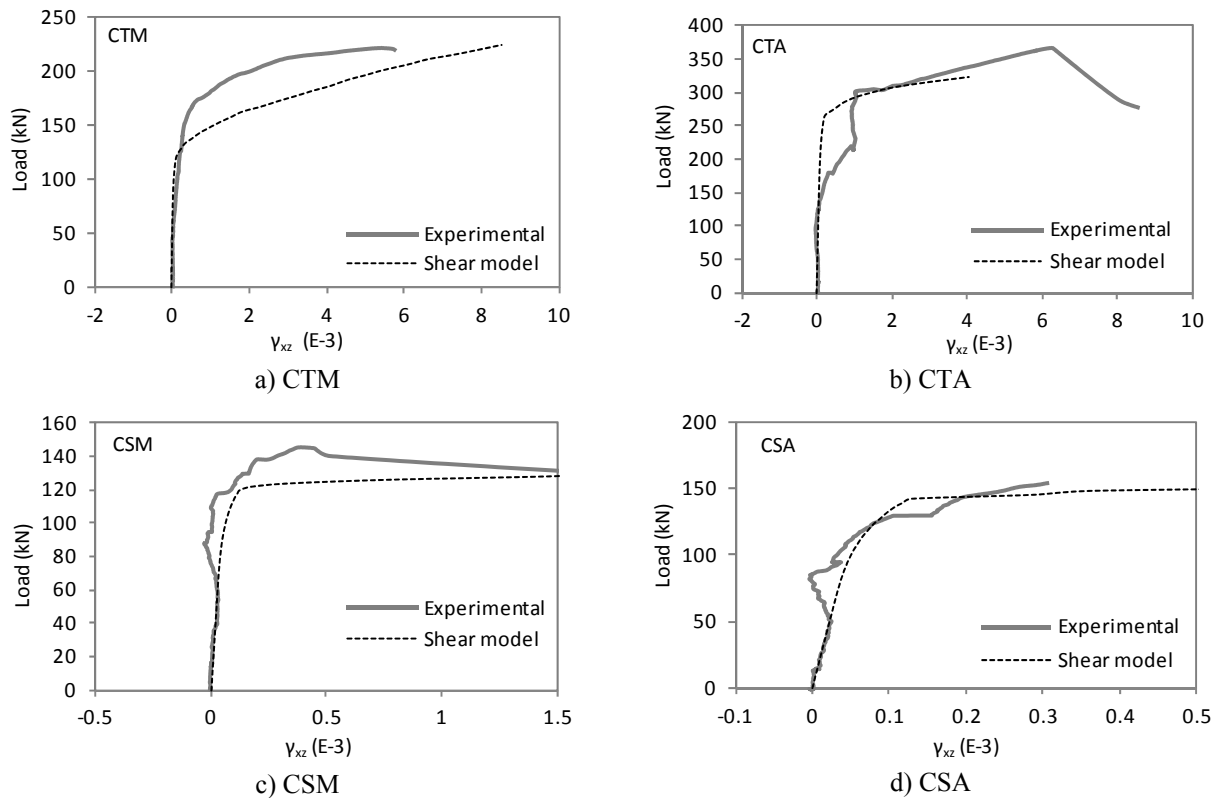 CTM
Load (kN)
250
200
150
100
50
0
-2 0 2 4 6 8 10
γxz (E-3)
Experimental
Shear model
a) CTM
CTA
Load (kN)
400
350
300
250
200
150
100
50
0
-2 0 2 4 6 8 10
γxz (E-3)
Experimental
Shear model
b) CTA
CSM
Load (kN)
160
140
120
100
80
60
40
20
0
-0.5 0 0.5 1 1.5
γxz (E-3)
Experimental
Shear model
c) CSM
CSA
Load (kN)
200
150
100
50
0
-0.1 0 0.1 0.2 0.3 0.4 0.5
γxz (E-3)
Experimental
Shear model
d) CSA